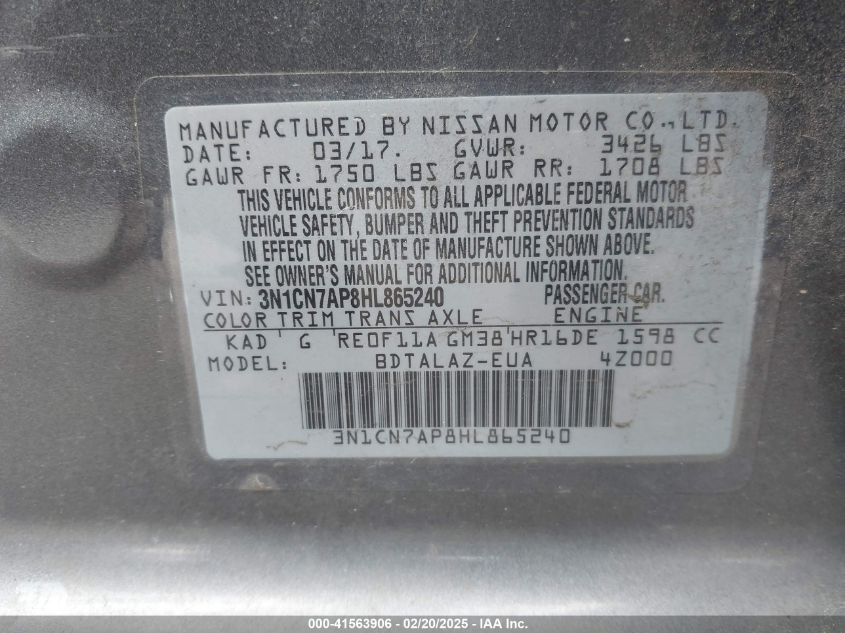 MANUFACTURED BY NISSAN MOTOR CO., LTD.
DATE: 03/17. GVWR: 3426 LBS
GAWR FR: 1750 LBS GAWR RR: 1708 LBS
THIS VEHICLE CONFORMS TO ALL APPLICABLE FEDERAL MOTOR
VEHICLE SAFETY, BUMPER AND THEFT PREVENTION STANDARDS
IN EFFECT ON THE DATE OF MANUFACTURE SHOWN ABOVE.
SEE OWNER'S MANUAL FOR ADDITIONAL INFORMATION.
VIN: 3N1CN7AP8HL865240 PASSENGER CAR.
COLOR TRIM TRANS AXLE ENGINE
KAD G RE0F11A GM38 HR16DE 1598 CC
MODEL: BDTALAZ-EUA 4Z000
3N1CN7AP8HL865240
000-41563906 - 02/20/2025 - IAA Inc.